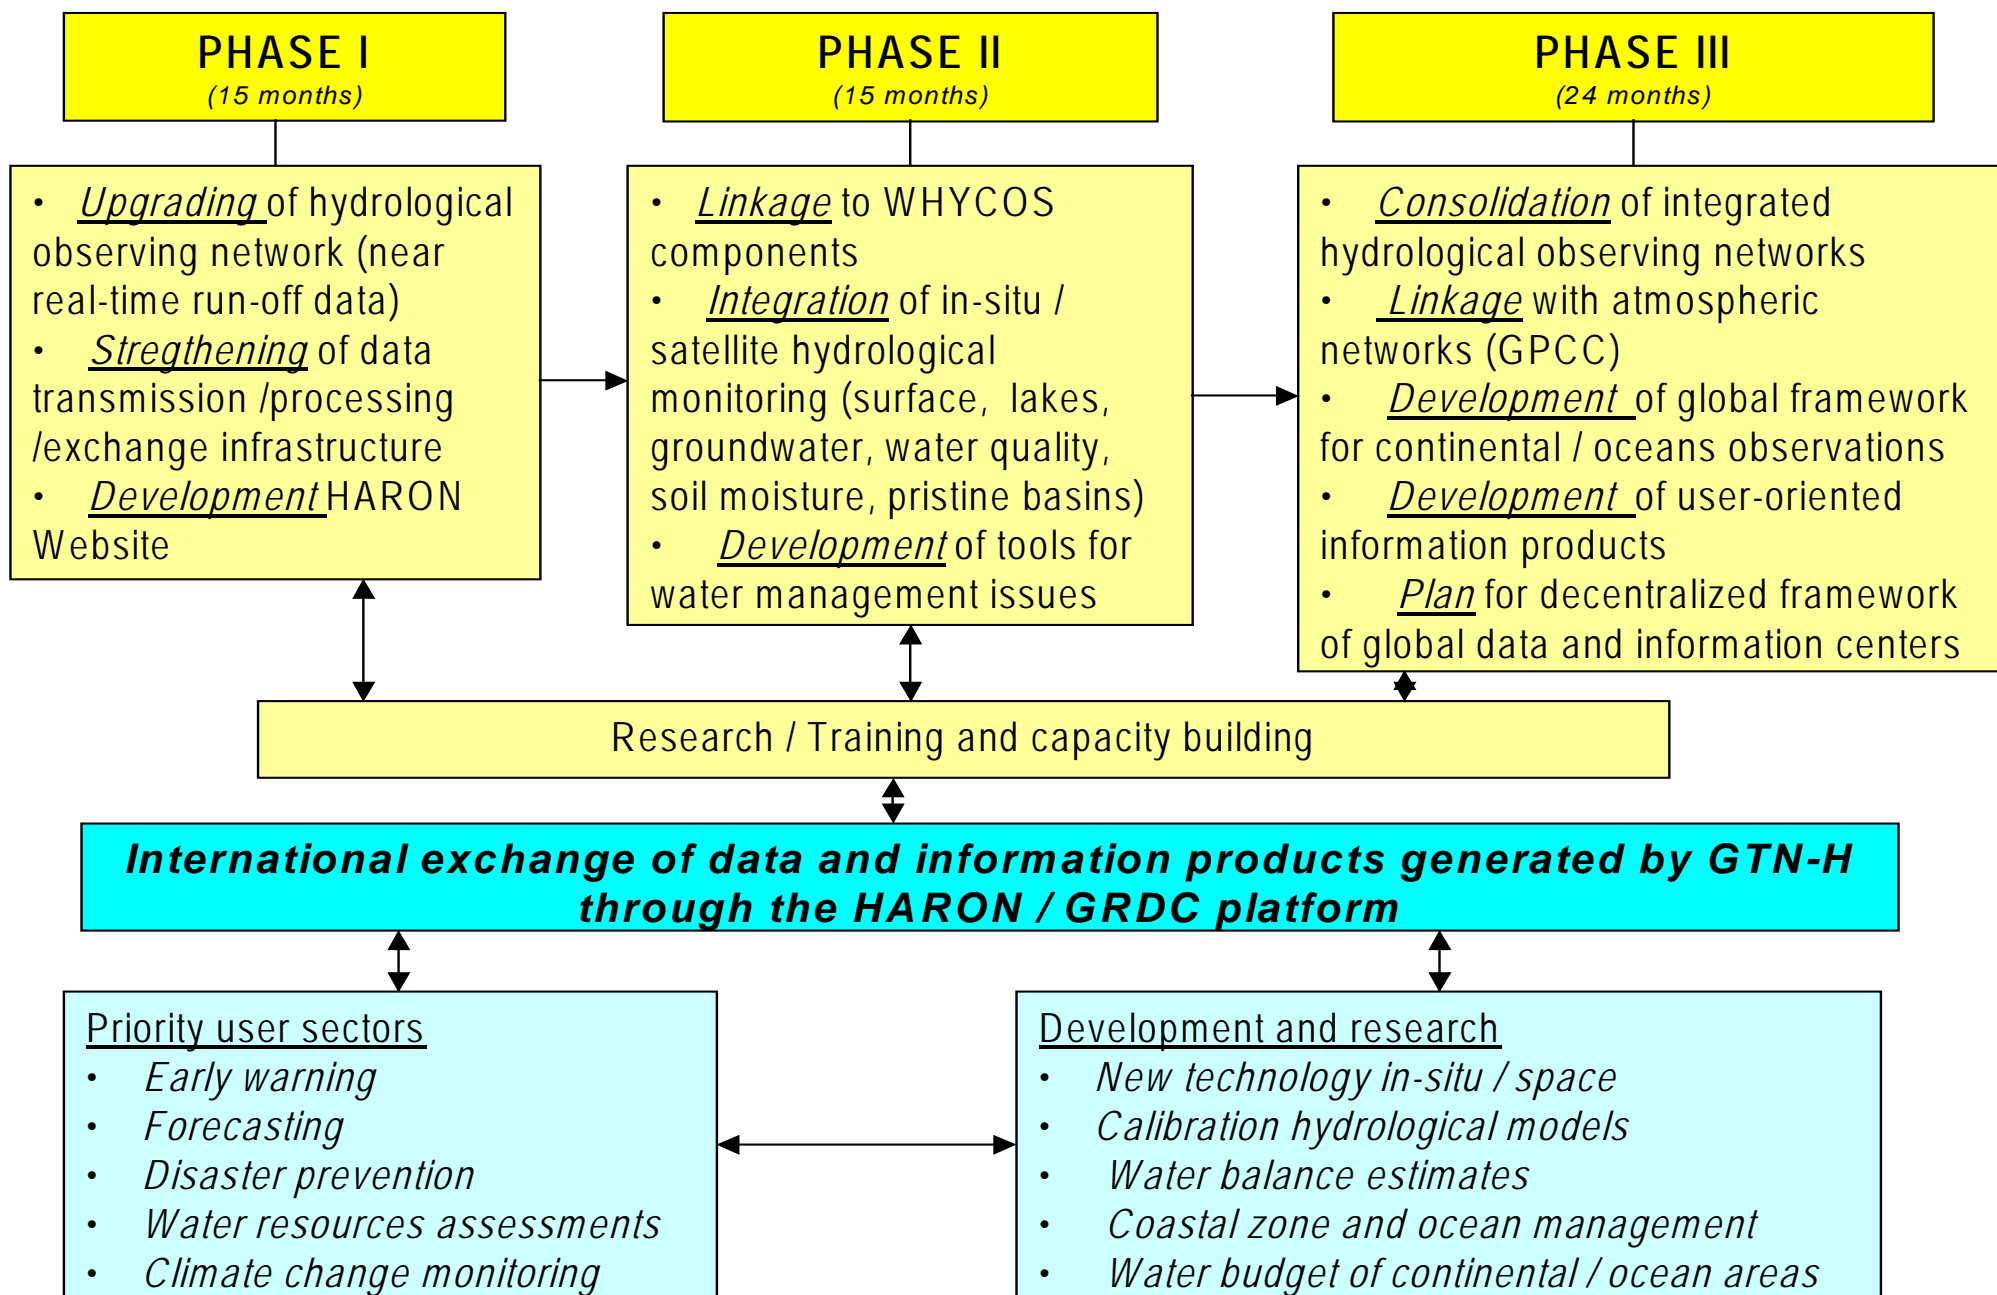 PHASE I
(15 months)
PHASE II
(15 months)
PHASE III
(24 months)
• Upgrading of hydrological
observing network (near
real-time run-off data)
• Stregthening of data
transmission /processing
/exchange infrastructure
• Development HARON
Website
• Linkage to WHYCOS
components
• Integration of in-situ /
satellite hydrological
monitoring (surface, lakes,
groundwater, water quality,
soil moisture, pristine basins)
• Development of tools for
water management issues
• Consolidation of integrated
hydrological observing networks
• Linkage with atmospheric
networks (GPCC)
• Development of global framework
for continental / oceans observations
• Development of user-oriented
information products
• Plan for decentralized framework
of global data and information centers
Research / Training and capacity building
International exchange of data and information products generated by GTN-H
through the HARON / GRDC platform
Priority user sectors
• Early warning
• Forecasting
• Disaster prevention
• Water resources assessments
• Climate change monitoring
Development and research
• New technology in-situ / space
• Calibration hydrological models
• Water balance estimates
• Coastal zone and ocean management
• Water budget of continental / ocean areas